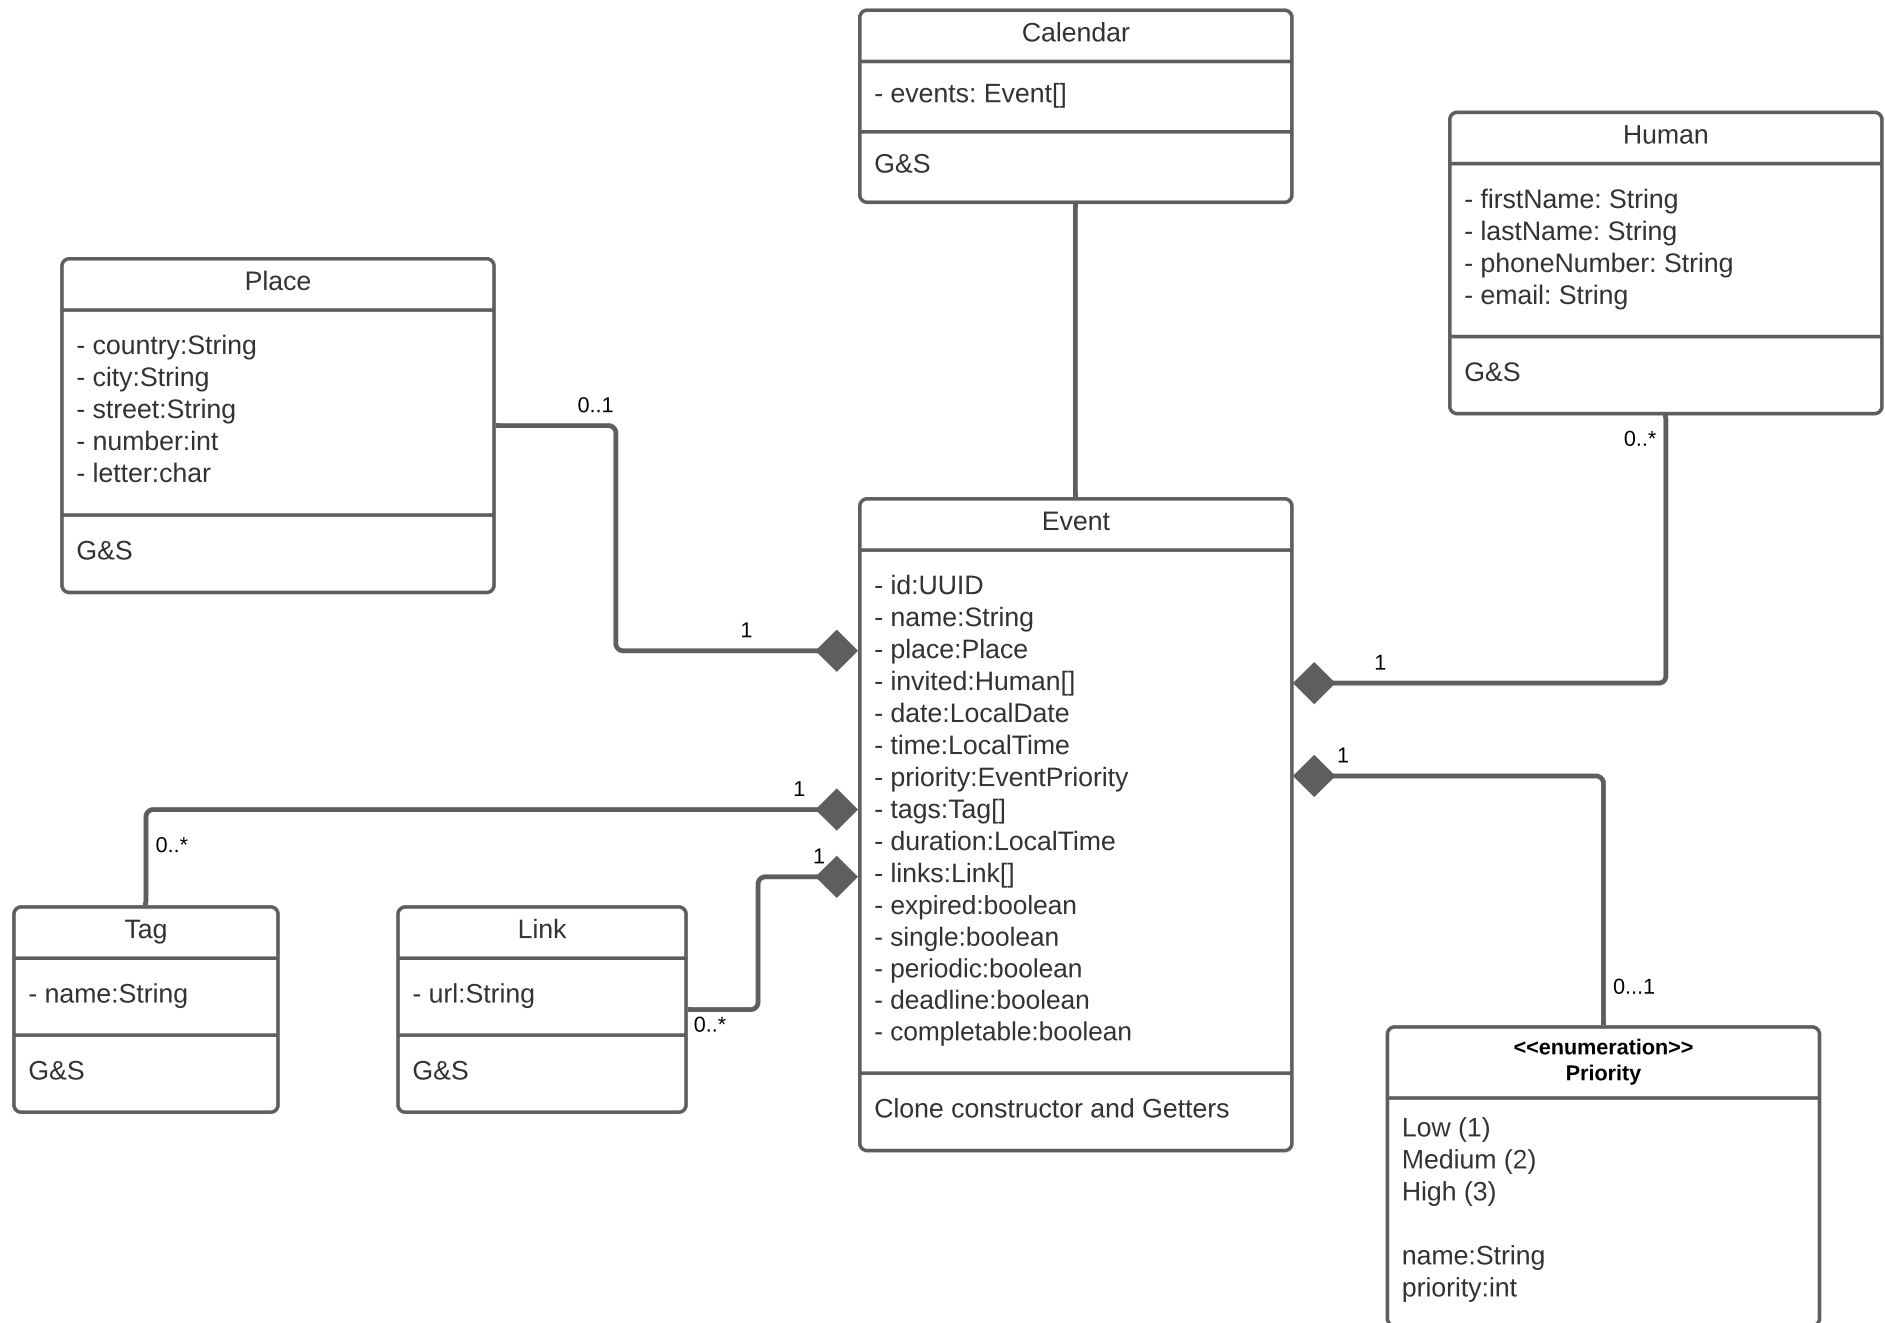 Calendar
- events: Event[]
G&S
Human
- firstName: String
- lastName: String
- phoneNumber: String
- email: String
G&S
0..*
Place
- country:String
- city:String
- street:String
- number:int
- letter:char
G&S
0..1
1
Event
- id:UUID
- name:String
- place:Place
- invited:Human[]
- date:LocalDate
- time:LocalTime
- priority:EventPriority
- tags:Tag[]
- duration:LocalTime
- links:Link[]
- expired:boolean
- single:boolean
- periodic:boolean
- deadline:boolean
- completable:boolean
Clone constructor and Getters
1
1
1
0..*
1
Tag
- name:String
G&S
Link
- url:String
G&S
0..*
0...1
<<enumeration>>
Priority
Low (1)
Medium (2)
High (3)
name:String
priority:int